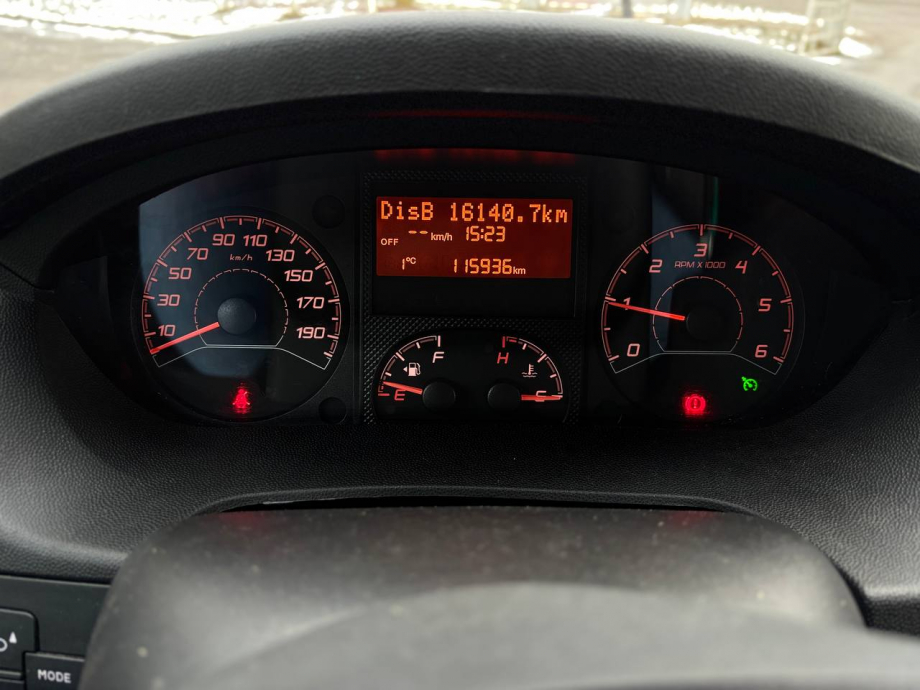 DisB 16140.7km
OFF -- km/h 15:23
1°C 115936km
10 30 50 70 90 110 130 150 170 190
km/h
F
E
H
C
0 1 2 3 4 5 6
RPM X 1000
MODE